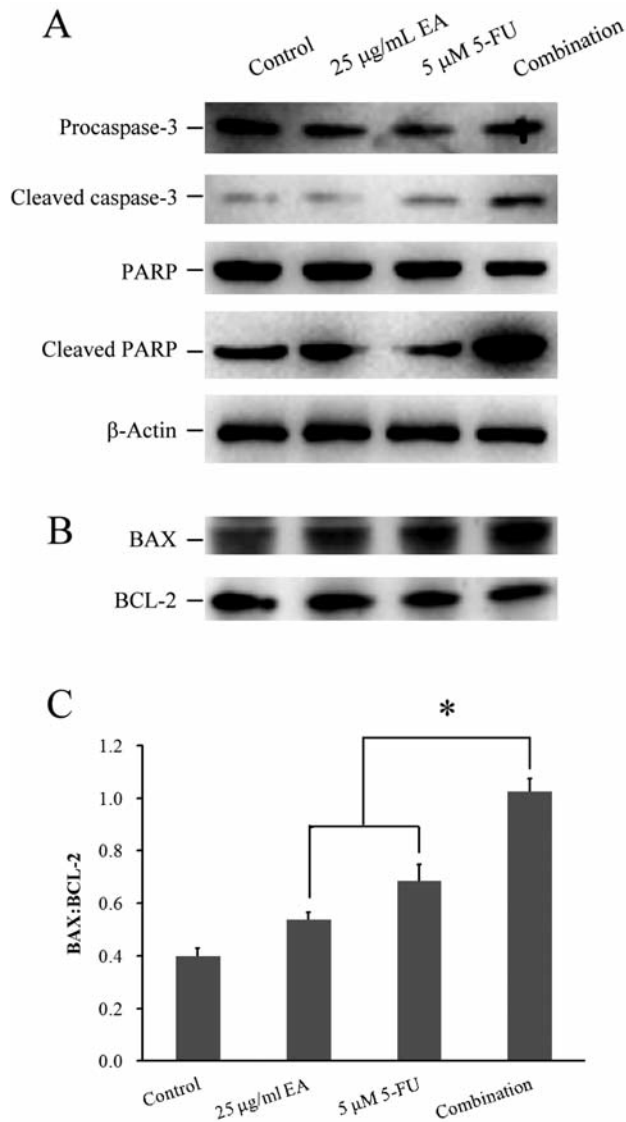 A
Control
25 µg/mL EA
5 µM 5-FU
Combination
Procaspase-3
Cleaved caspase-3
PARP
Cleaved PARP
β-Actin
B
BAX
BCL-2
C
*
1.2
1.0
0.8
0.6
0.4
0.2
0.0
BAX:BCL-2
Control
25 µg/ml EA
5 µM 5-FU
Combination